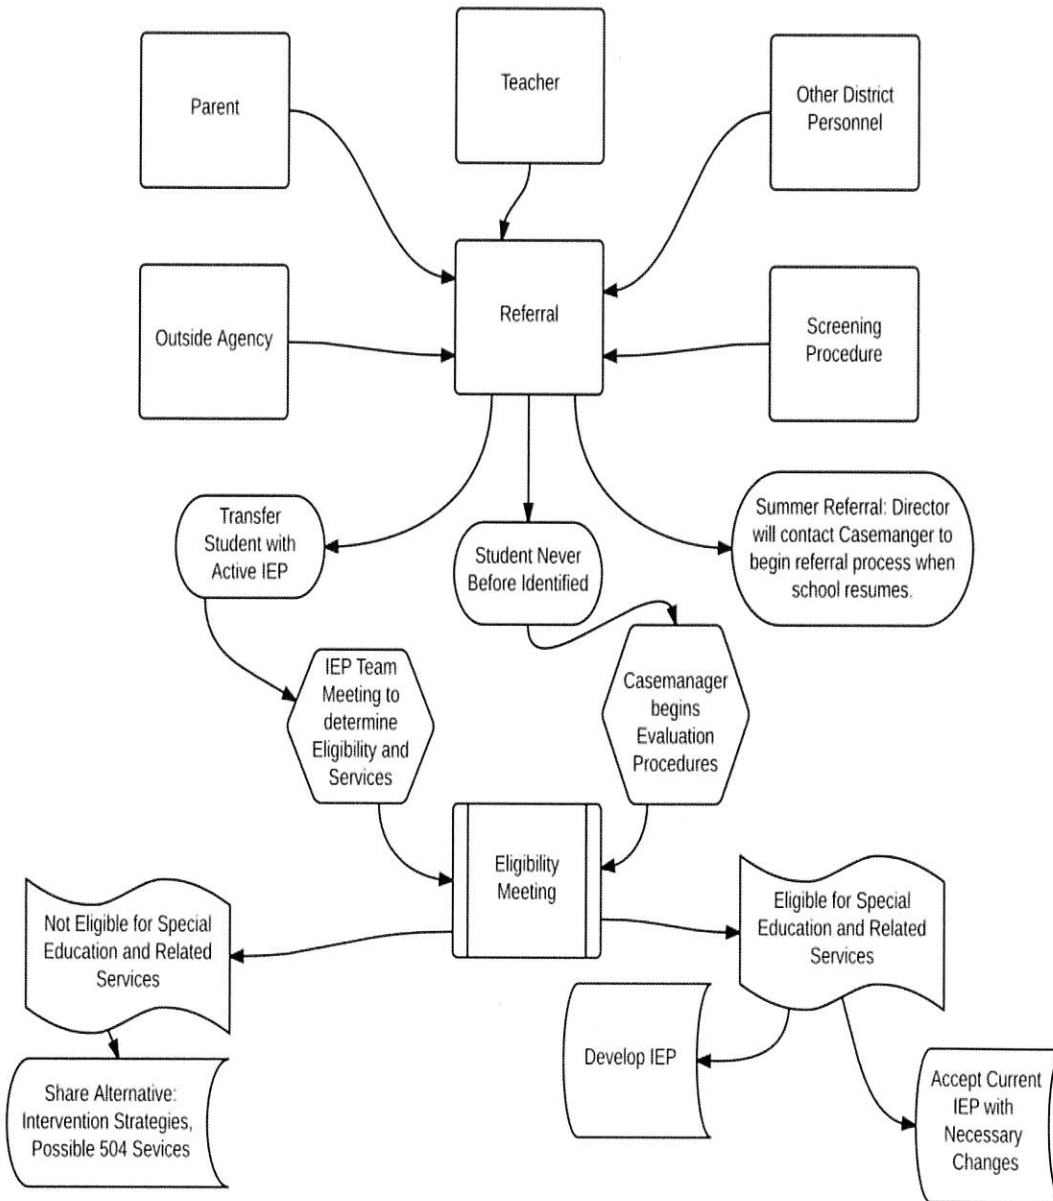 Parent
Teacher
Other District
Personnel
Outside Agency
Referral
Screening
Procedure
Transfer
Student with
Active IEP
Student Never
Before Identified
Summer Referral: Director
will contact Casemanger to
begin referral process when
school resumes.
IEP Team
Meeting to
determine
Eligibility and
Services
Casemanager
begins
Evaluation
Procedures
Eligibility
Meeting
Not Eligible for Special
Education and Related
Services
Eligible for Special
Education and Related
Services
Share Alternative:
Intervention Strategies,
Possible 504 Sevices
Develop IEP
Accept Current
IEP with
Necessary
Changes